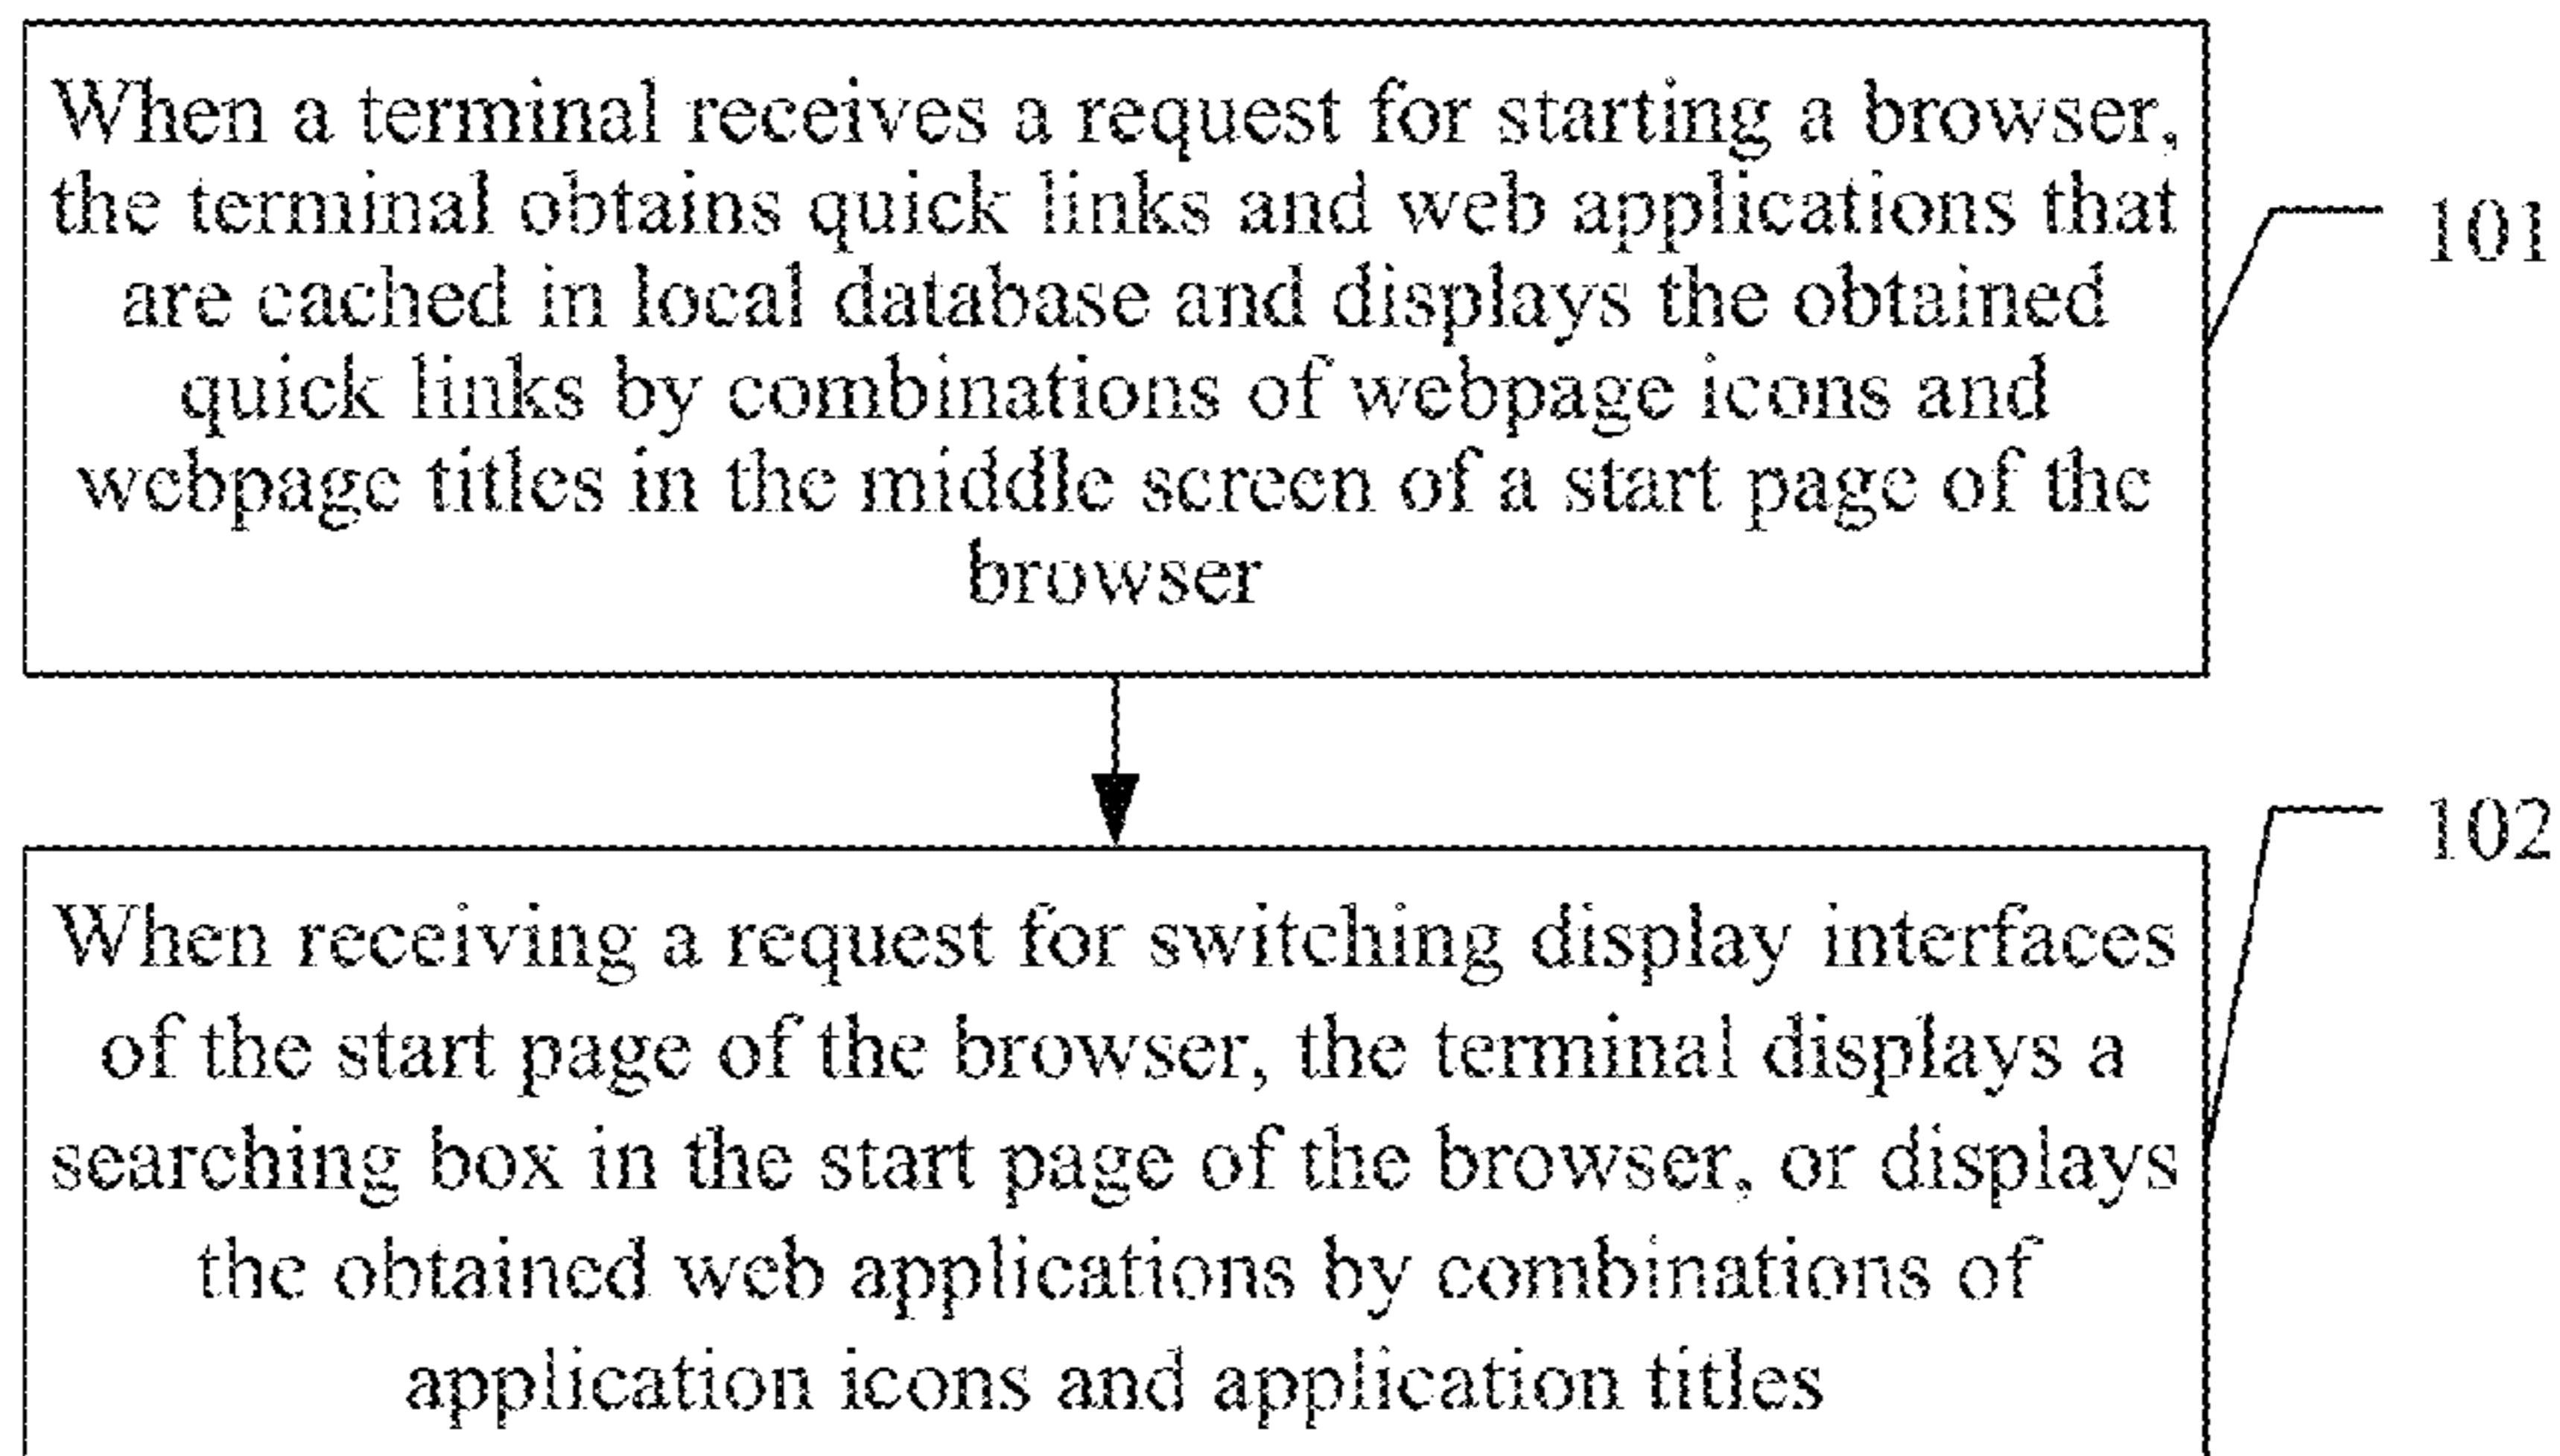 When a terminal receives a request for starting a browser,
the terminal obtains quick links and web applications that
are cached in local database and displays the obtained
quick links by combinations of webpage icons and
webpage titles in the middle screen of a start page of the
browser
101
102
When receiving a request for switching display interfaces
of the start page of the browser, the terminal displays a
searching box in the start page of the browser, or displays
the obtained web applications by combinations of
application icons and application titles